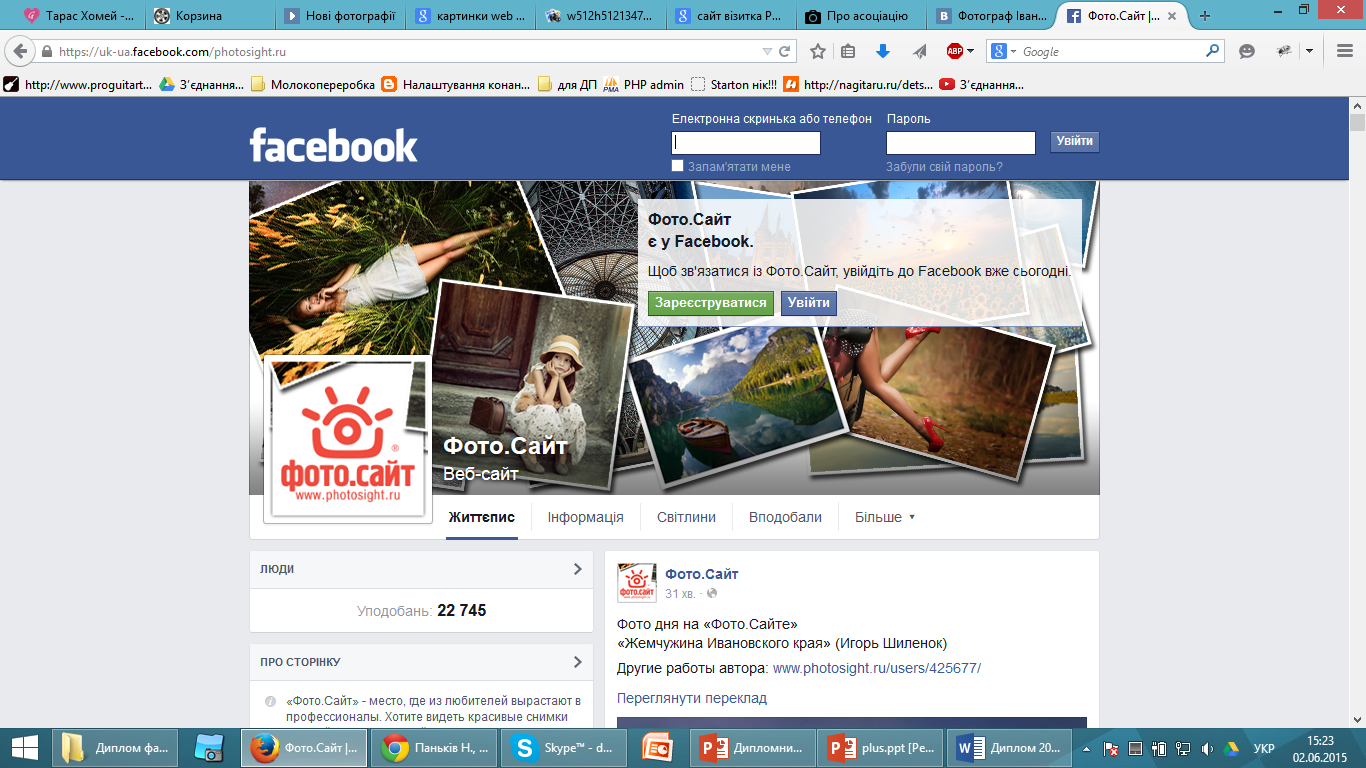 Тарас Хомей -...
Корзина
Нові фотографії
картинки web ...
w512h5121347...
сайт визитка Р...
Про асоціацію
Фотограф Іван...
Фото.Сайт |...
https://uk-ua.facebook.com/photosight.ru
ABP
Google
http://www.proguitart...
З'єднання...
Молокопереробка
Налаштування конан...
для ДП
PHP admin
Starton нік!!!
http://nagitaru.ru/dets...
З'єднання...
facebook
Електронна скринька або телефон
Пароль
Увійти
Запам'ятати мене
Забули свій пароль?
Фото.Сайт
є у Facebook.
Щоб зв'язатися із Фото.Сайт, увійдіть до Facebook вже сьогодні.
Зареєструватися
Увійти
фото.сайт
®
www.photosight.ru
Фото.Сайт
Веб-сайт
Життєпис
Інформація
Світлини
Вподобали
Більше
ЛЮДИ
Уподобань: 22 745
ПРО СТОРІНКУ
«Фото.Сайт» - место, где из любителей вырастают в
профессионалы. Хотите видеть красивые снимки
фото.сайт
Фото.Сайт
31 хв. ·
Фото дня на «Фото.Сайте»
«Жемчужина Ивановского края» (Игорь Шиленок)
Другие работы автора: www.photosight.ru/users/425677/
Переглянути переклад
Диплом фа...
Фото.Сайт |...
Паньків Н., ...
Skype™ - d...
Дипломни...
plus.ppt [Ре...
Диплом 20...
УКР
15:23
02.06.2015